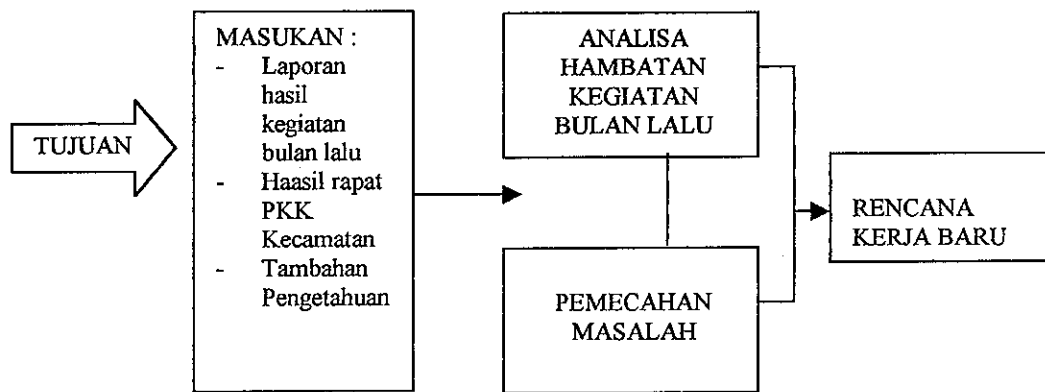 TUJUAN
MASUKAN :
- Laporan
hasil
kegiatan
bulan lalu
- Haasil rapat
PKK
Kecamatan
- Tambahan
Pengetahuan
ANALISA
HAMBATAN
KEGIATAN
BULAN LALU
PEMECAHAN
MASALAH
RENCANA
KERJA BARU